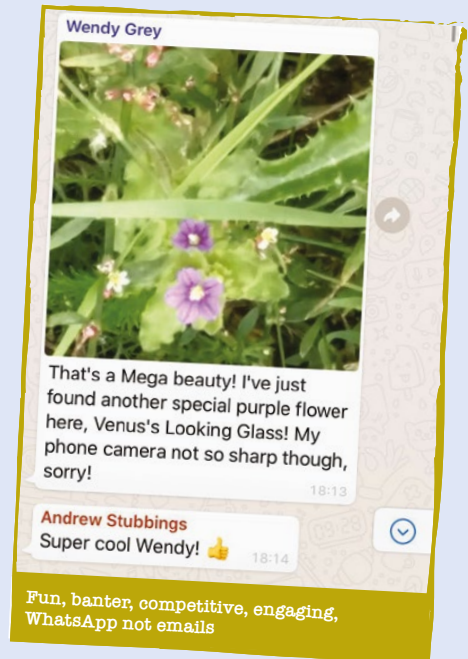 Wendy Grey
That's a Mega beauty! I've just
found another special purple flower
here, Venus's Looking Glass! My
phone camera not so sharp though,
sorry!
18:13
Andrew Stubbings
Super cool Wendy! 👍
18:14
Fun, banter, competitive, engaging,
WhatsApp not emails